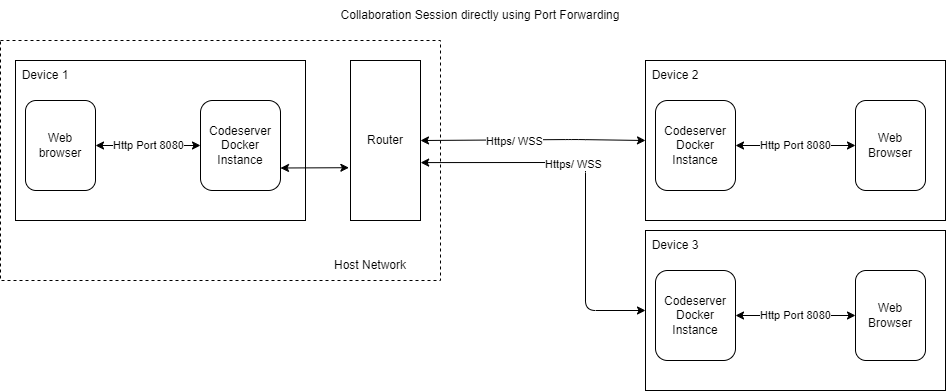 Collaboration Session directly using Port Forwarding
Device 1
Web
browser
Http Port 8080
Codeserver
Docker
Instance
Router
Host Network
Https/ WSS
Https/ WSS
Device 2
Codeserver
Docker
Instance
Http Port 8080
Web
Browser
Device 3
Codeserver
Docker
Instance
Http Port 8080
Web
Browser